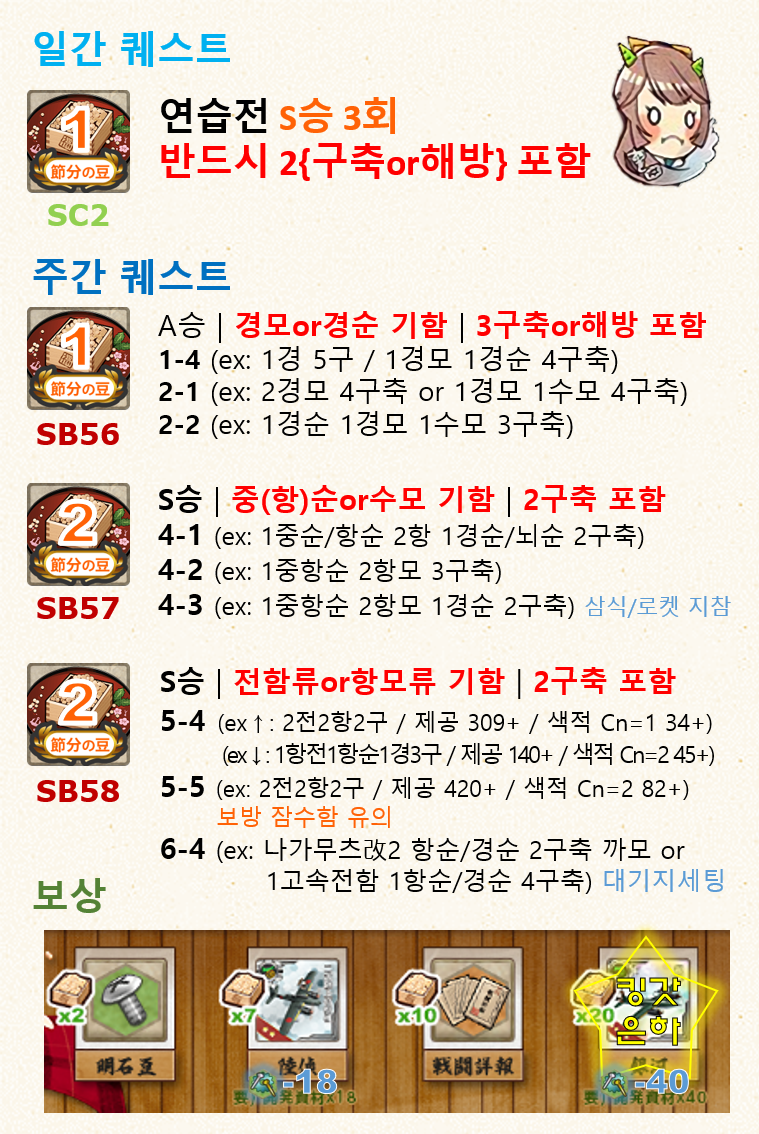 일간 퀘스트
1
節分の豆
SC2
연습전 S승 3회
반드시 2{구축or해방} 포함
주간 퀘스트
1
節分の豆
SB56
A승 | 경모or경순 기함 | 3구축or해방 포함
1-4 (ex: 1경 5구 / 1경모 1경순 4구축)
2-1 (ex: 2경모 4구축 or 1경모 1수모 4구축)
2-2 (ex: 1경순 1경모 1수모 3구축)
2
節分の豆
SB57
S승 | 중(항)순or수모 기함 | 2구축 포함
4-1 (ex: 1중순/항순 2항 1경순/뇌순 2구축)
4-2 (ex: 1중항순 2항모 3구축)
4-3 (ex: 1중항순 2항모 1경순 2구축) 삼식/로켓 지참
2
節分の豆
SB58
S승 | 전함류or항모류 기함 | 2구축 포함
5-4 (ex↑: 2전2항2구 / 제공 309+ / 색적 Cn=1 34+)
(ex↓: 1항전1항순1경3구 / 제공 140+ / 색적 Cn=2 45+)
5-5 (ex: 2전2항2구 / 제공 420+ / 색적 Cn=2 82+)
보방 잠수함 유의
6-4 (ex: 나가무츠改2 항순/경순 2구축 까모 or
1고속전함 1항순/경순 4구축) 대기지세팅
보상
x2
明石豆
x7
陸偵
-18
x18
x10
戦闘詳報
x20
킹갓
은하
銀河
-40
x40